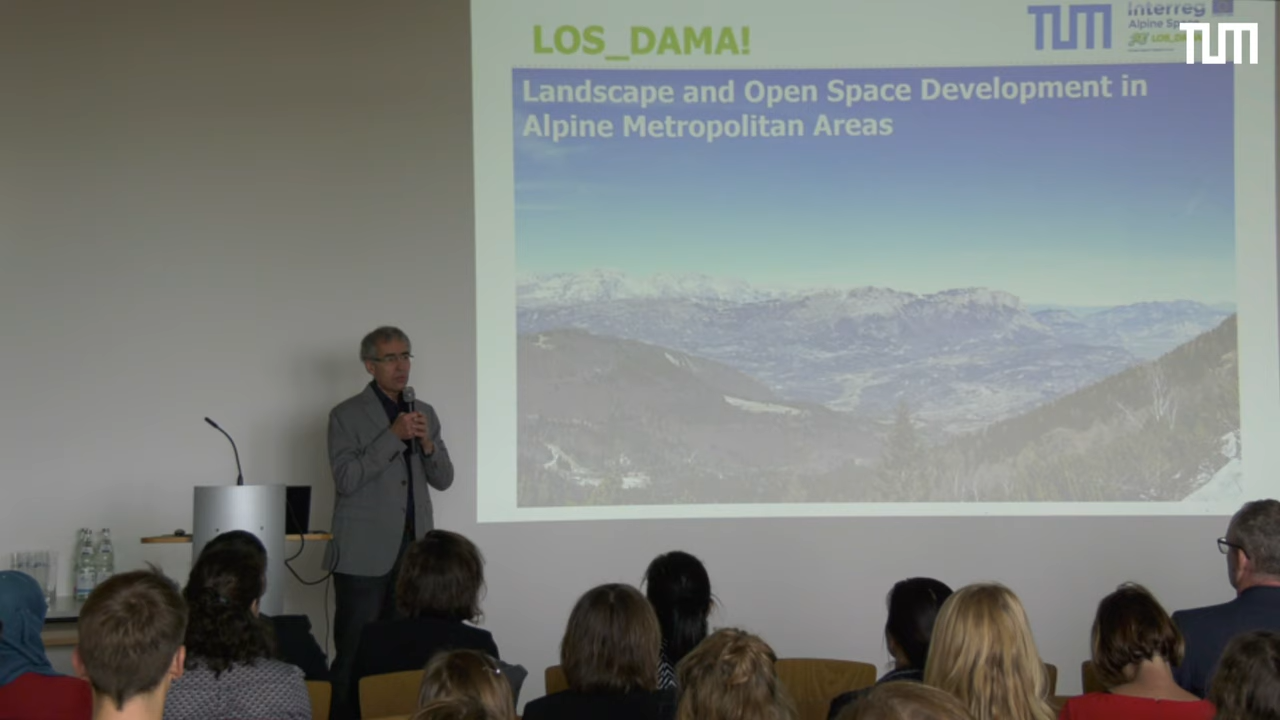 LOS_DAMA!
TUM
Interreg
Alpine Space
TUM
Landscape and Open Space Development in
Alpine Metropolitan Areas